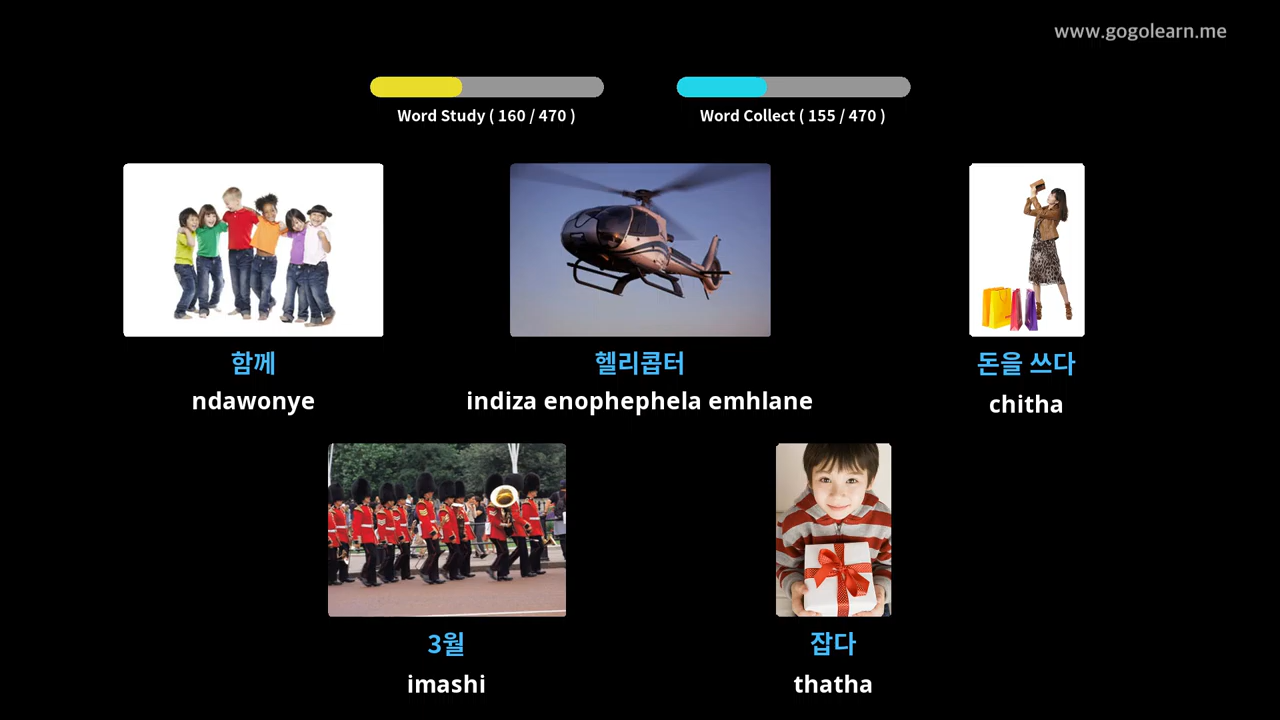 www.gogolearn.me
Word Study ( 160 / 470 )
Word Collect ( 155 / 470 )
함께
ndawonye
헬리콥터
indiza enophephela emhlane
돈을 쓰다
chitha
3월
imashi
잡다
thatha